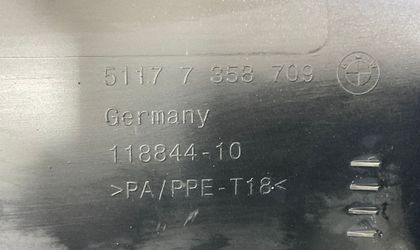 5117 7 358 709
Germany
118844-10
>PA/PPE-T18<